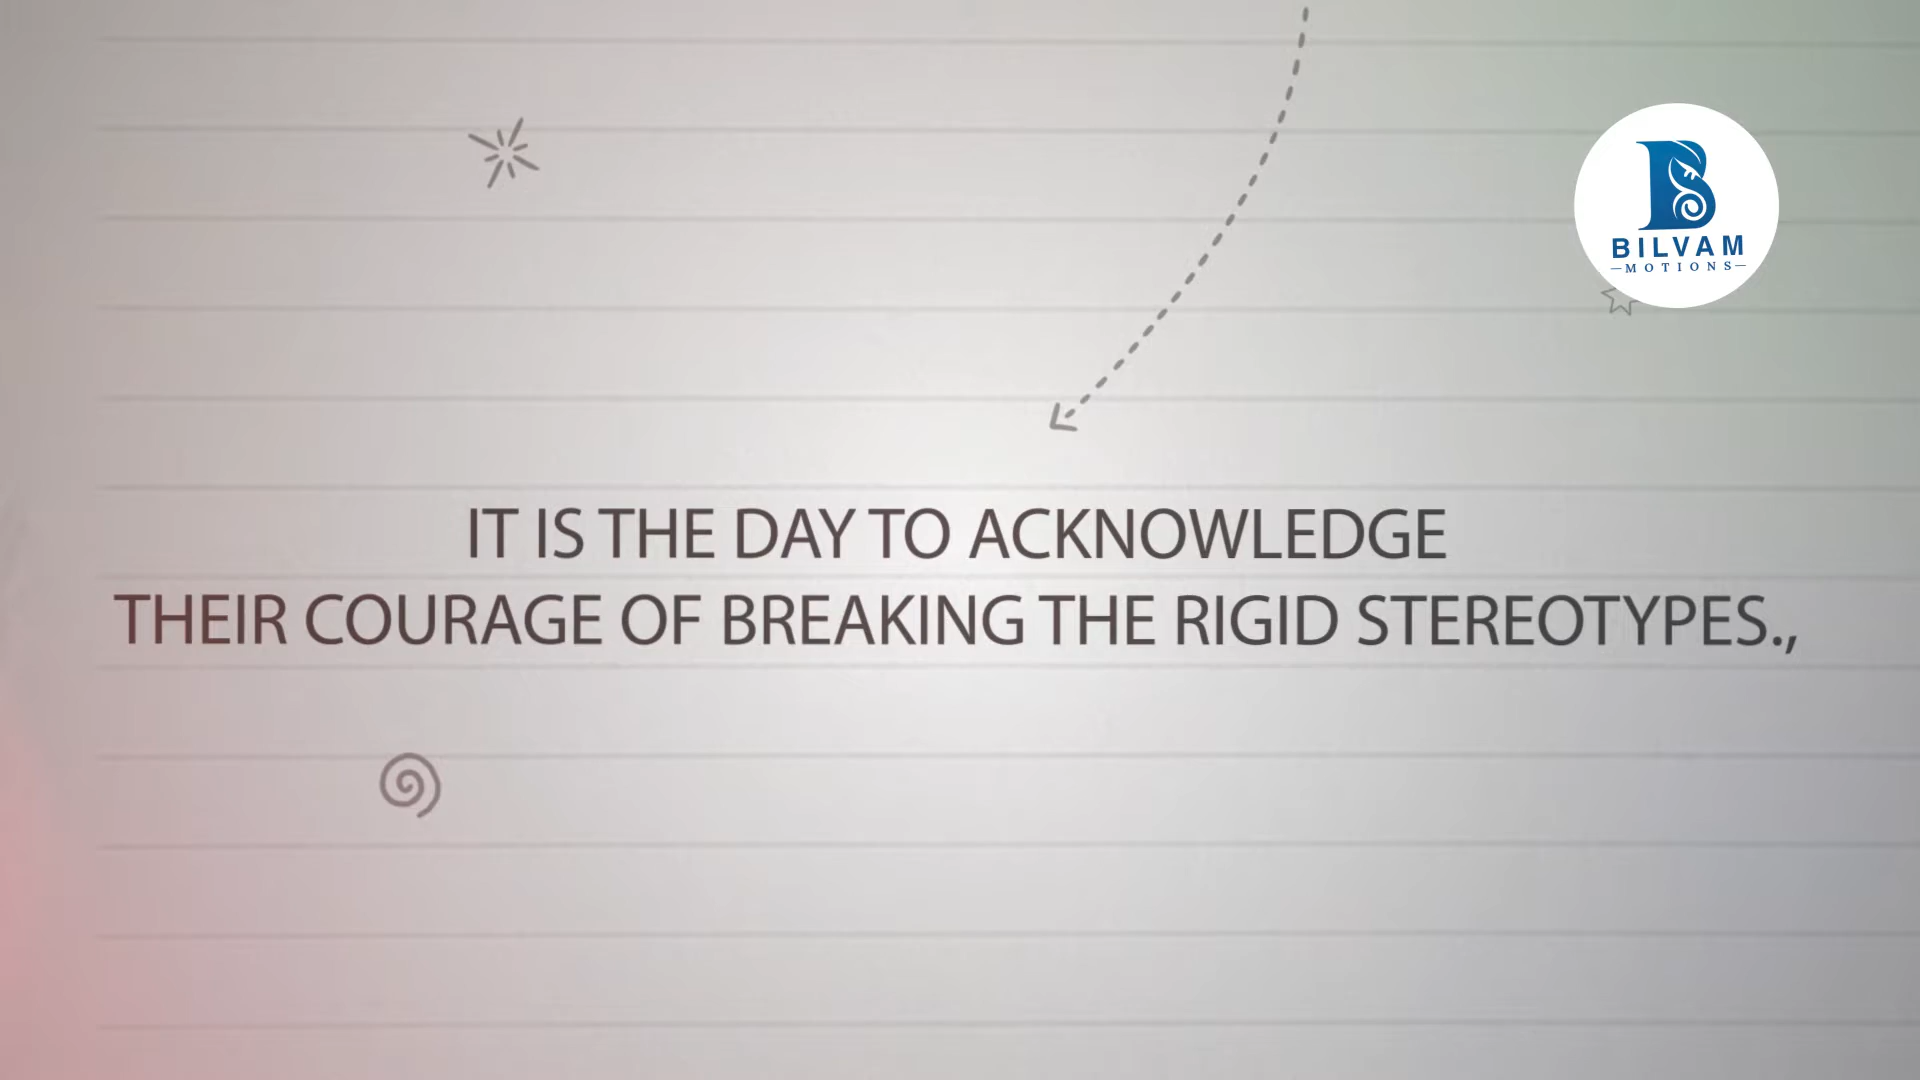 BILVAM
MOTIONS
IT IS THE DAY TO ACKNOWLEDGE
THEIR COURAGE OF BREAKING THE RIGID STEREOTYPES.,